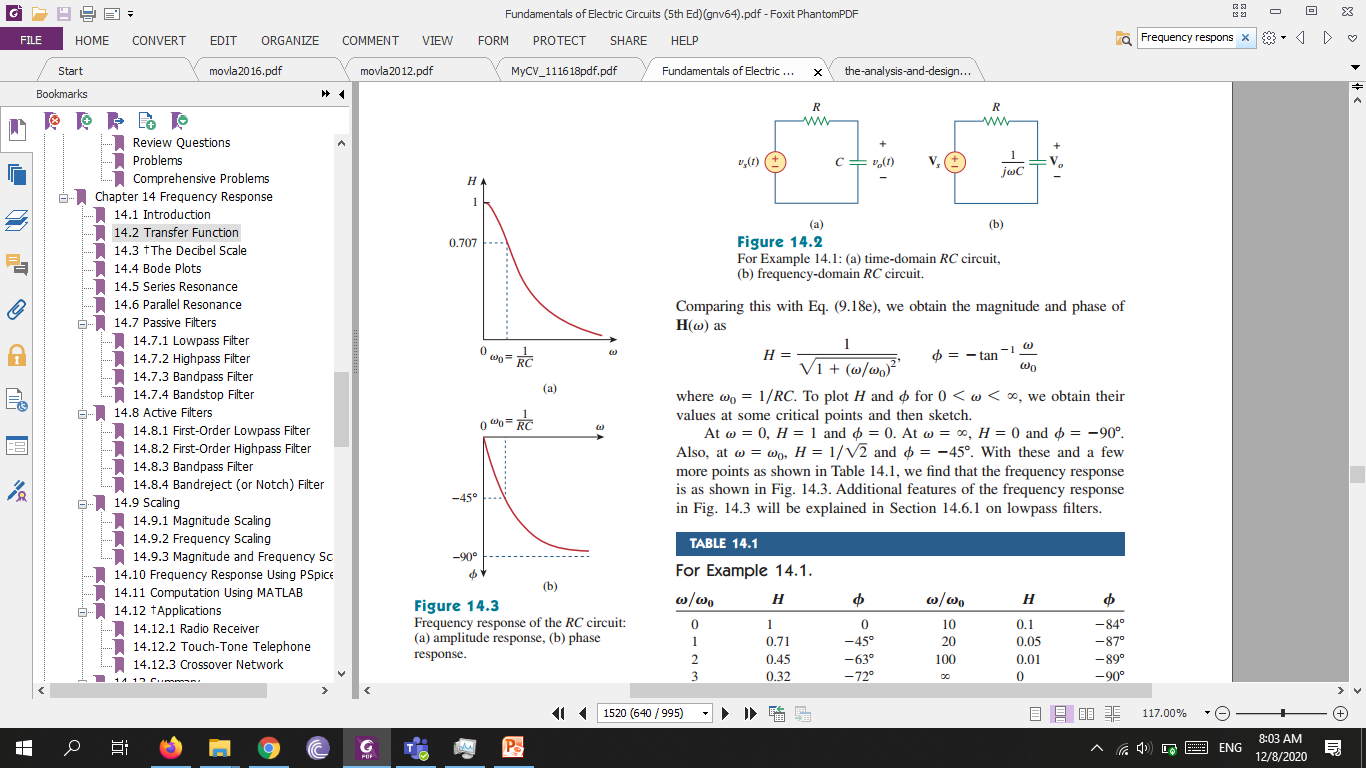 Fundamentals of Electric Circuits (5th Ed)(gnv64).pdf - Foxit PhantomPDF
FILE HOME CONVERT EDIT ORGANIZE COMMENT VIEW FORM PROTECT SHARE HELP
Frequency respons
Start movla2016.pdf movla2012.pdf MyCV_111618pdf.pdf Fundamentals of Electric ... the-analysis-and-design...
Bookmarks
Review Questions
Problems
Comprehensive Problems
Chapter 14 Frequency Response
14.1 Introduction
14.2 Transfer Function
14.3 †The Decibel Scale
14.4 Bode Plots
14.5 Series Resonance
14.6 Parallel Resonance
14.7 Passive Filters
14.7.1 Lowpass Filter
14.7.2 Highpass Filter
14.7.3 Bandpass Filter
14.7.4 Bandstop Filter
14.8 Active Filters
14.8.1 First-Order Lowpass Filter
14.8.2 First-Order Highpass Filter
14.8.3 Bandpass Filter
14.8.4 Bandreject (or Notch) Filter
14.9 Scaling
14.9.1 Magnitude Scaling
14.9.2 Frequency Scaling
14.9.3 Magnitude and Frequency Sc
14.10 Frequency Response Using PSpice
14.11 Computation Using MATLAB
14.12 †Applications
14.12.1 Radio Receiver
14.12.2 Touch-Tone Telephone
14.12.3 Crossover Network
14.13 Summary
H
1
0.707
0 ω0 = 1/RC ω
(a)
0 ω0 = 1/RC ω
−45°
−90°
ϕ
(b)
Figure 14.3
Frequency response of the RC circuit:
(a) amplitude response, (b) phase
response.
R
vs(t) + − C + vo(t) −
(a)
R
Vs + − 1/jωC + Vo −
(b)
Figure 14.2
For Example 14.1: (a) time-domain RC circuit,
(b) frequency-domain RC circuit.
Comparing this with Eq. (9.18e), we obtain the magnitude and phase of
H(ω) as
H = 1/√1 + (ω/ω0)², ϕ = −tan⁻¹ ω/ω0
where ω0 = 1/RC. To plot H and ϕ for 0 < ω < ∞, we obtain their
values at some critical points and then sketch.
At ω = 0, H = 1 and ϕ = 0. At ω = ∞, H = 0 and ϕ = −90°.
Also, at ω = ω0, H = 1/√2 and ϕ = −45°. With these and a few
more points as shown in Table 14.1, we find that the frequency response
is as shown in Fig. 14.3. Additional features of the frequency response
in Fig. 14.3 will be explained in Section 14.6.1 on lowpass filters.
TABLE 14.1
For Example 14.1.
ω/ω0 H ϕ ω/ω0 H ϕ
0 1 0 10 0.1 −84°
1 0.71 −45° 20 0.05 −87°
2 0.45 −63° 100 0.01 −89°
3 0.32 −72° ∞ 0 −90°
1520 (640 / 995)
117.00%
PDF
ENG
8:03 AM
12/8/2020